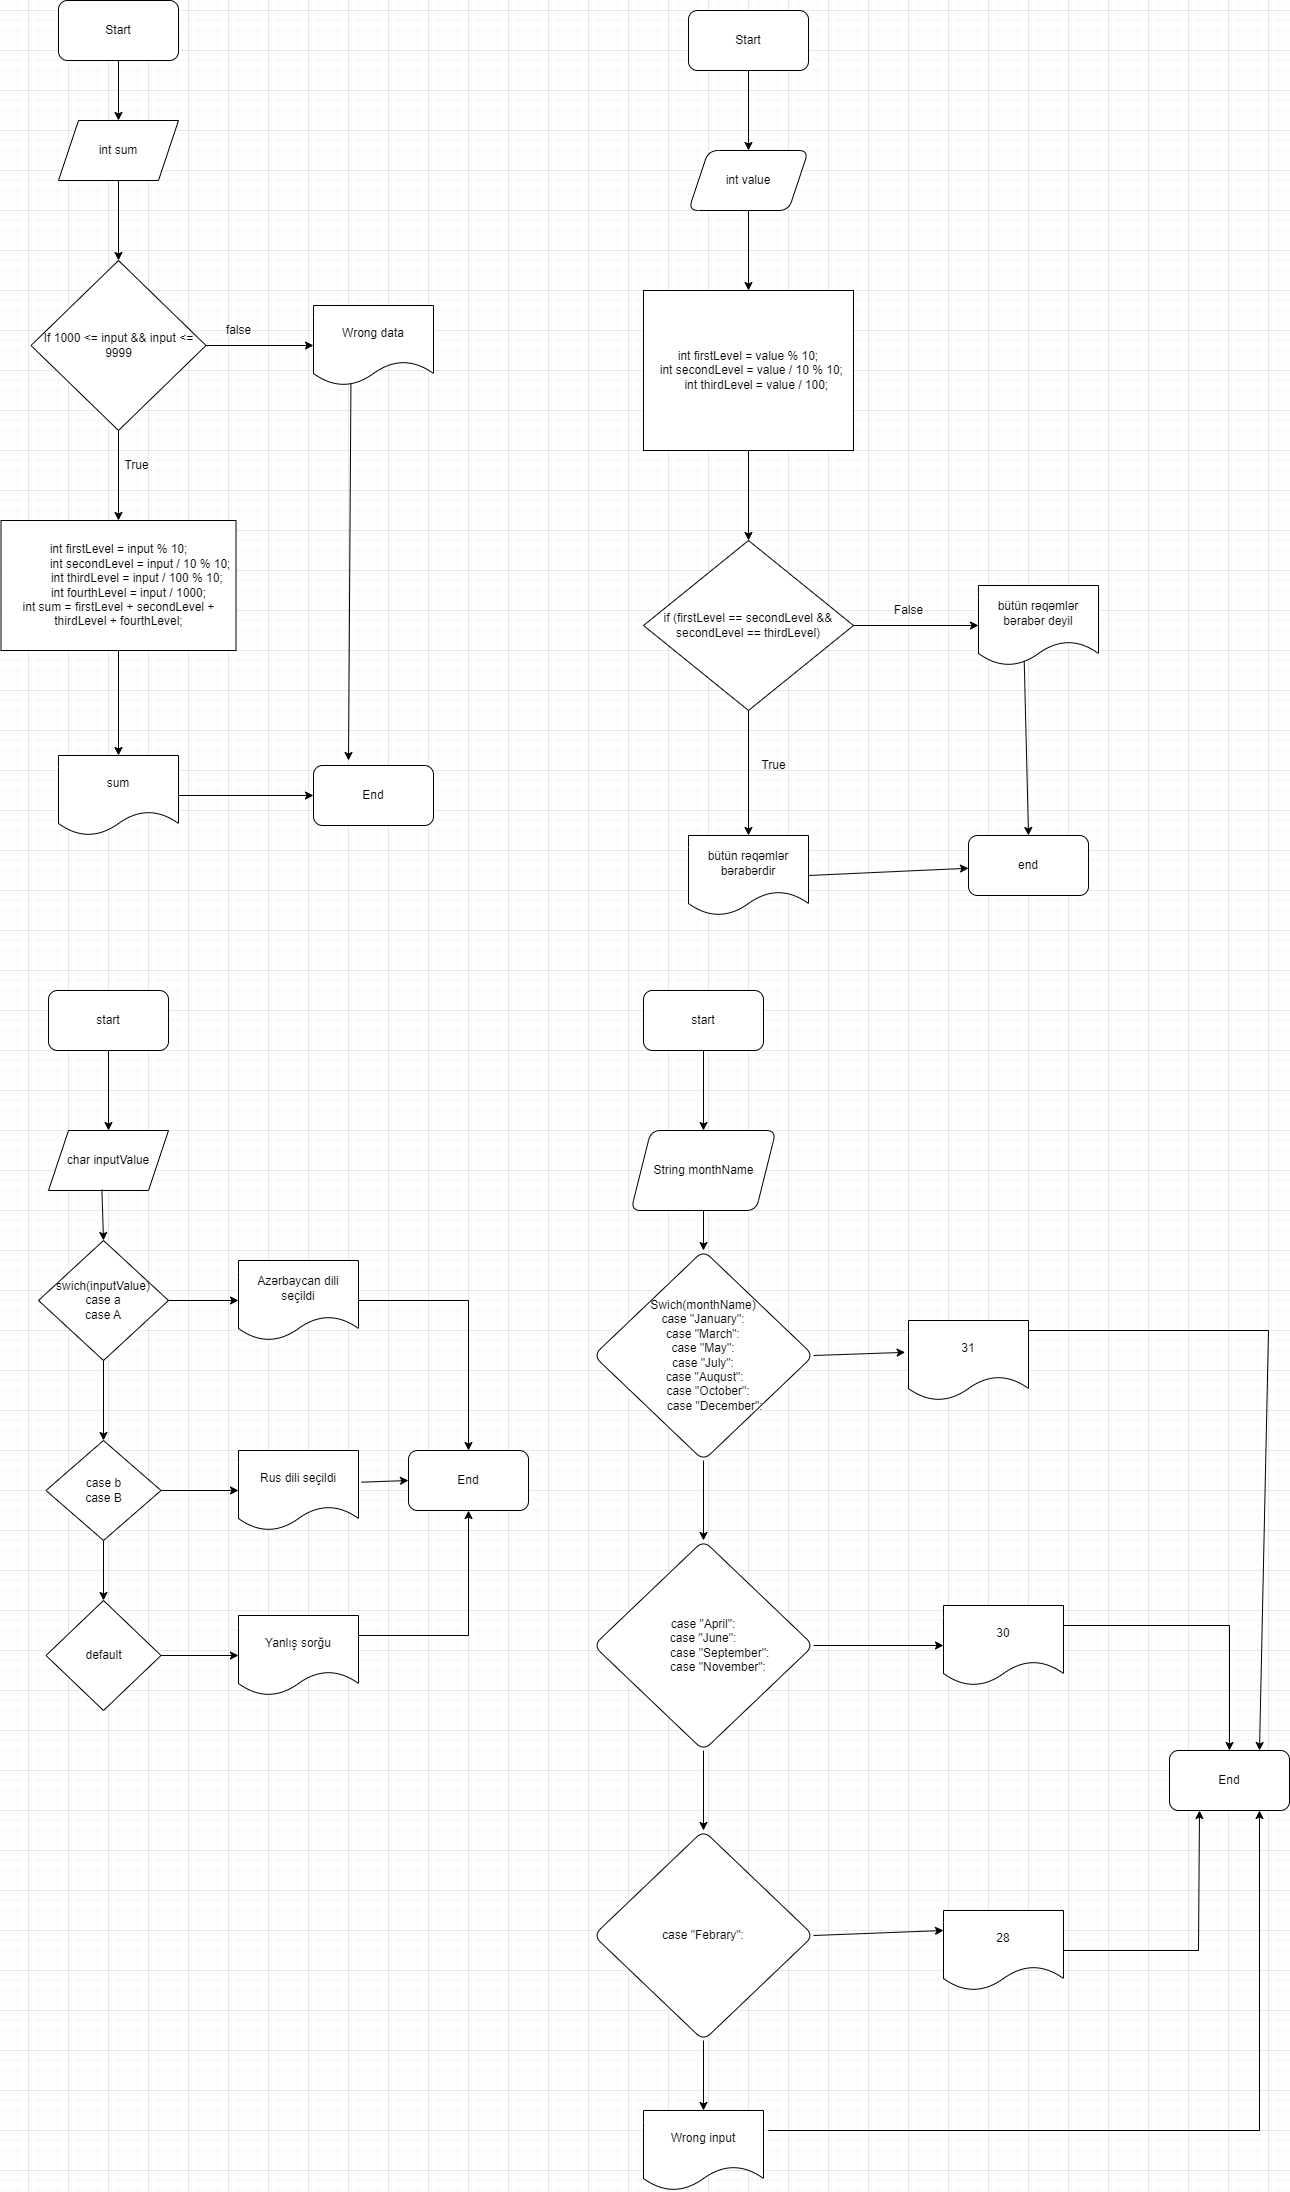 Start
int sum
If 1000 <= input && input <=
9999
false
Wrong data
True
int firstLevel = input % 10;
int secondLevel = input / 10 % 10;
int thirdLevel = input / 100 % 10;
int fourthLevel = input / 1000;
int sum = firstLevel + secondLevel +
thirdLevel + fourthLevel;
sum
End
Start
int value
int firstLevel = value % 10;
int secondLevel = value / 10 % 10;
int thirdLevel = value / 100;
if (firstLevel == secondLevel &&
secondLevel == thirdLevel)
False
bütün rəqəmlər
bərabər deyil
True
bütün rəqəmlər
bərabərdir
end
start
char inputValue
swich(inputValue)
case a
case A
Azərbaycan dili
seçildi
case b
case B
Rus dili seçildi
End
default
Yanlış sorğu
start
String monthName
Swich(monthName)
case "January":
case "March":
case "May":
case "July":
case "Auqust":
case "October":
case "December":
31
case "April":
case "June":
case "September":
case "November":
30
End
case "Febrary":
28
Wrong input